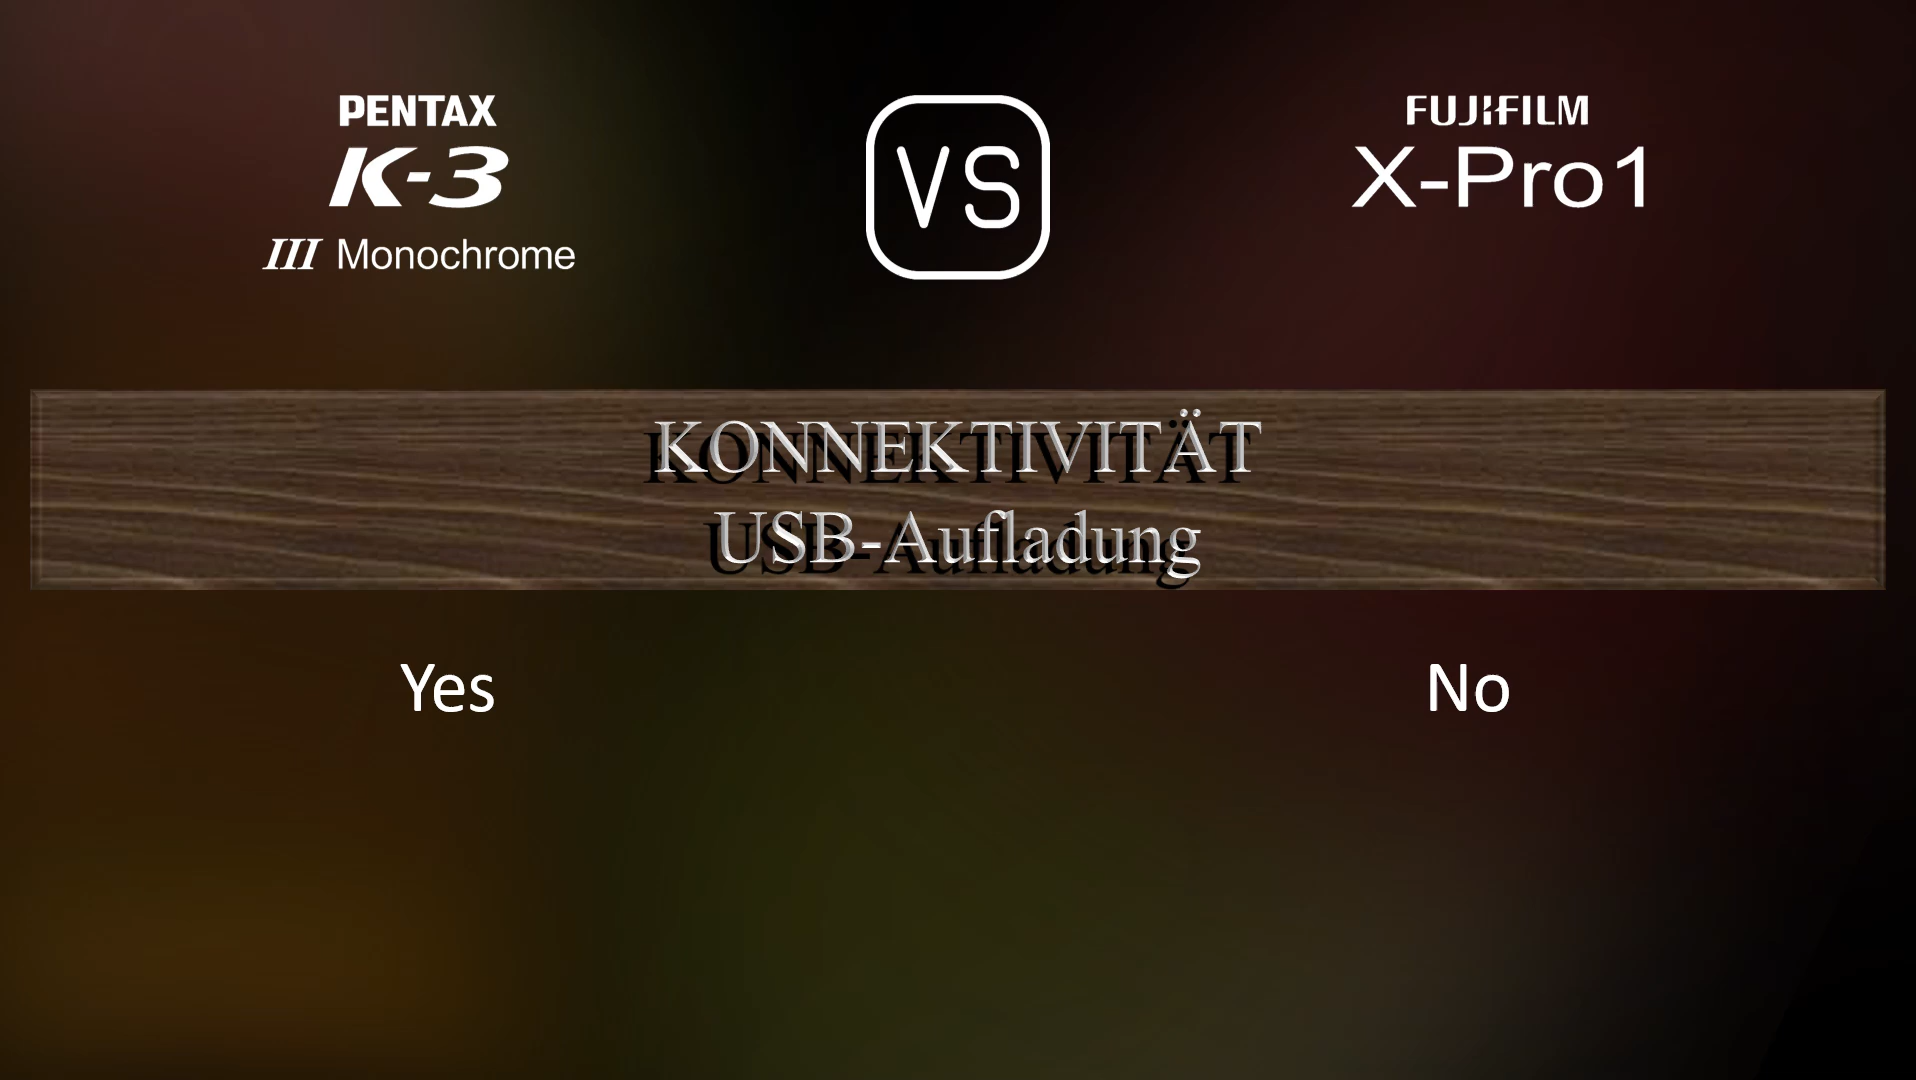 PENTAX
K-3
III Monochrome
VS
FUJIFILM
X-Pro1
KONNEKTIVITÄT
USB-Aufladung
Yes
No